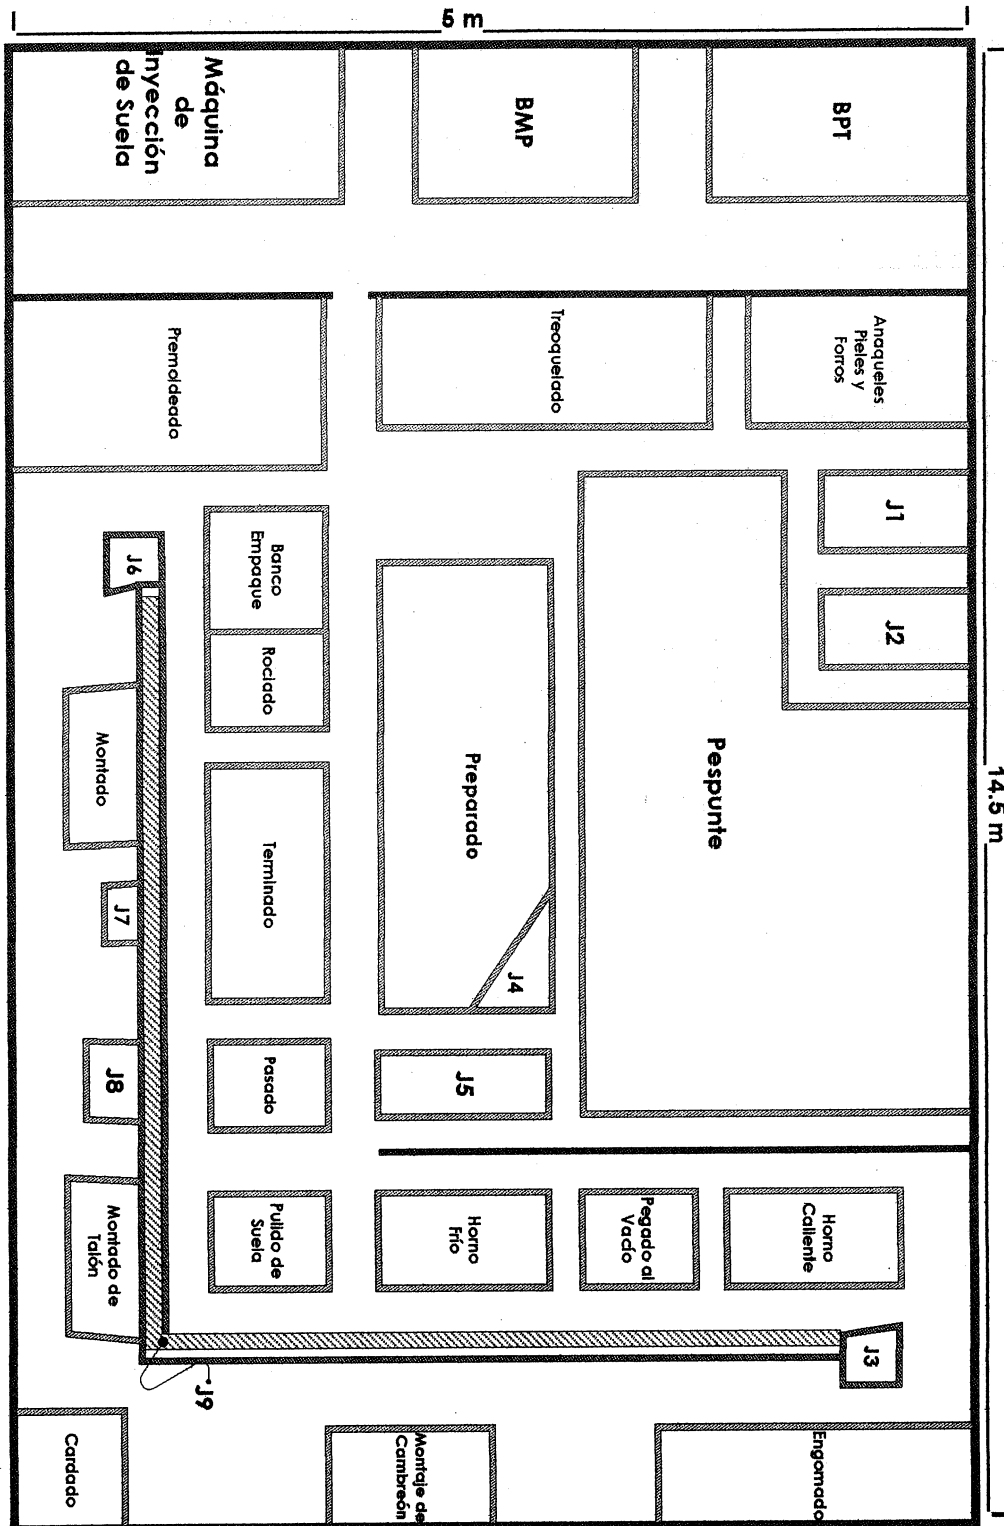 5 m
14.5 m
Máquina
de
Inyección
de Suela
BMP
BPT
Premoldeado
Treoquelado
Anaqueles
Pieles y
Forros
J1
J2
J6
Banco
Empaque
Rociado
Montado
Terminado
Preparado
Pespunte
J7
J4
J8
Pasado
J5
Montado de
Talón
Pulido de
Suela
Horno
Frío
Pegado al
Vacío
Horno
Caliente
J3
J9
Cardado
Montaje de
Cambreón
Engomado